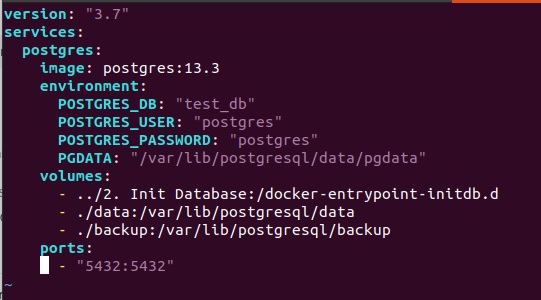 version: "3.7"
services:
  postgres:
    image: postgres:13.3
    environment:
      POSTGRES_DB: "test_db"
      POSTGRES_USER: "postgres"
      POSTGRES_PASSWORD: "postgres"
      PGDATA: "/var/lib/postgresql/data/pgdata"
    volumes:
      - ../2. Init Database:/docker-entrypoint-initdb.d
      - ./data:/var/lib/postgresql/data
      - ./backup:/var/lib/postgresql/backup
    ports:
      - "5432:5432"
~